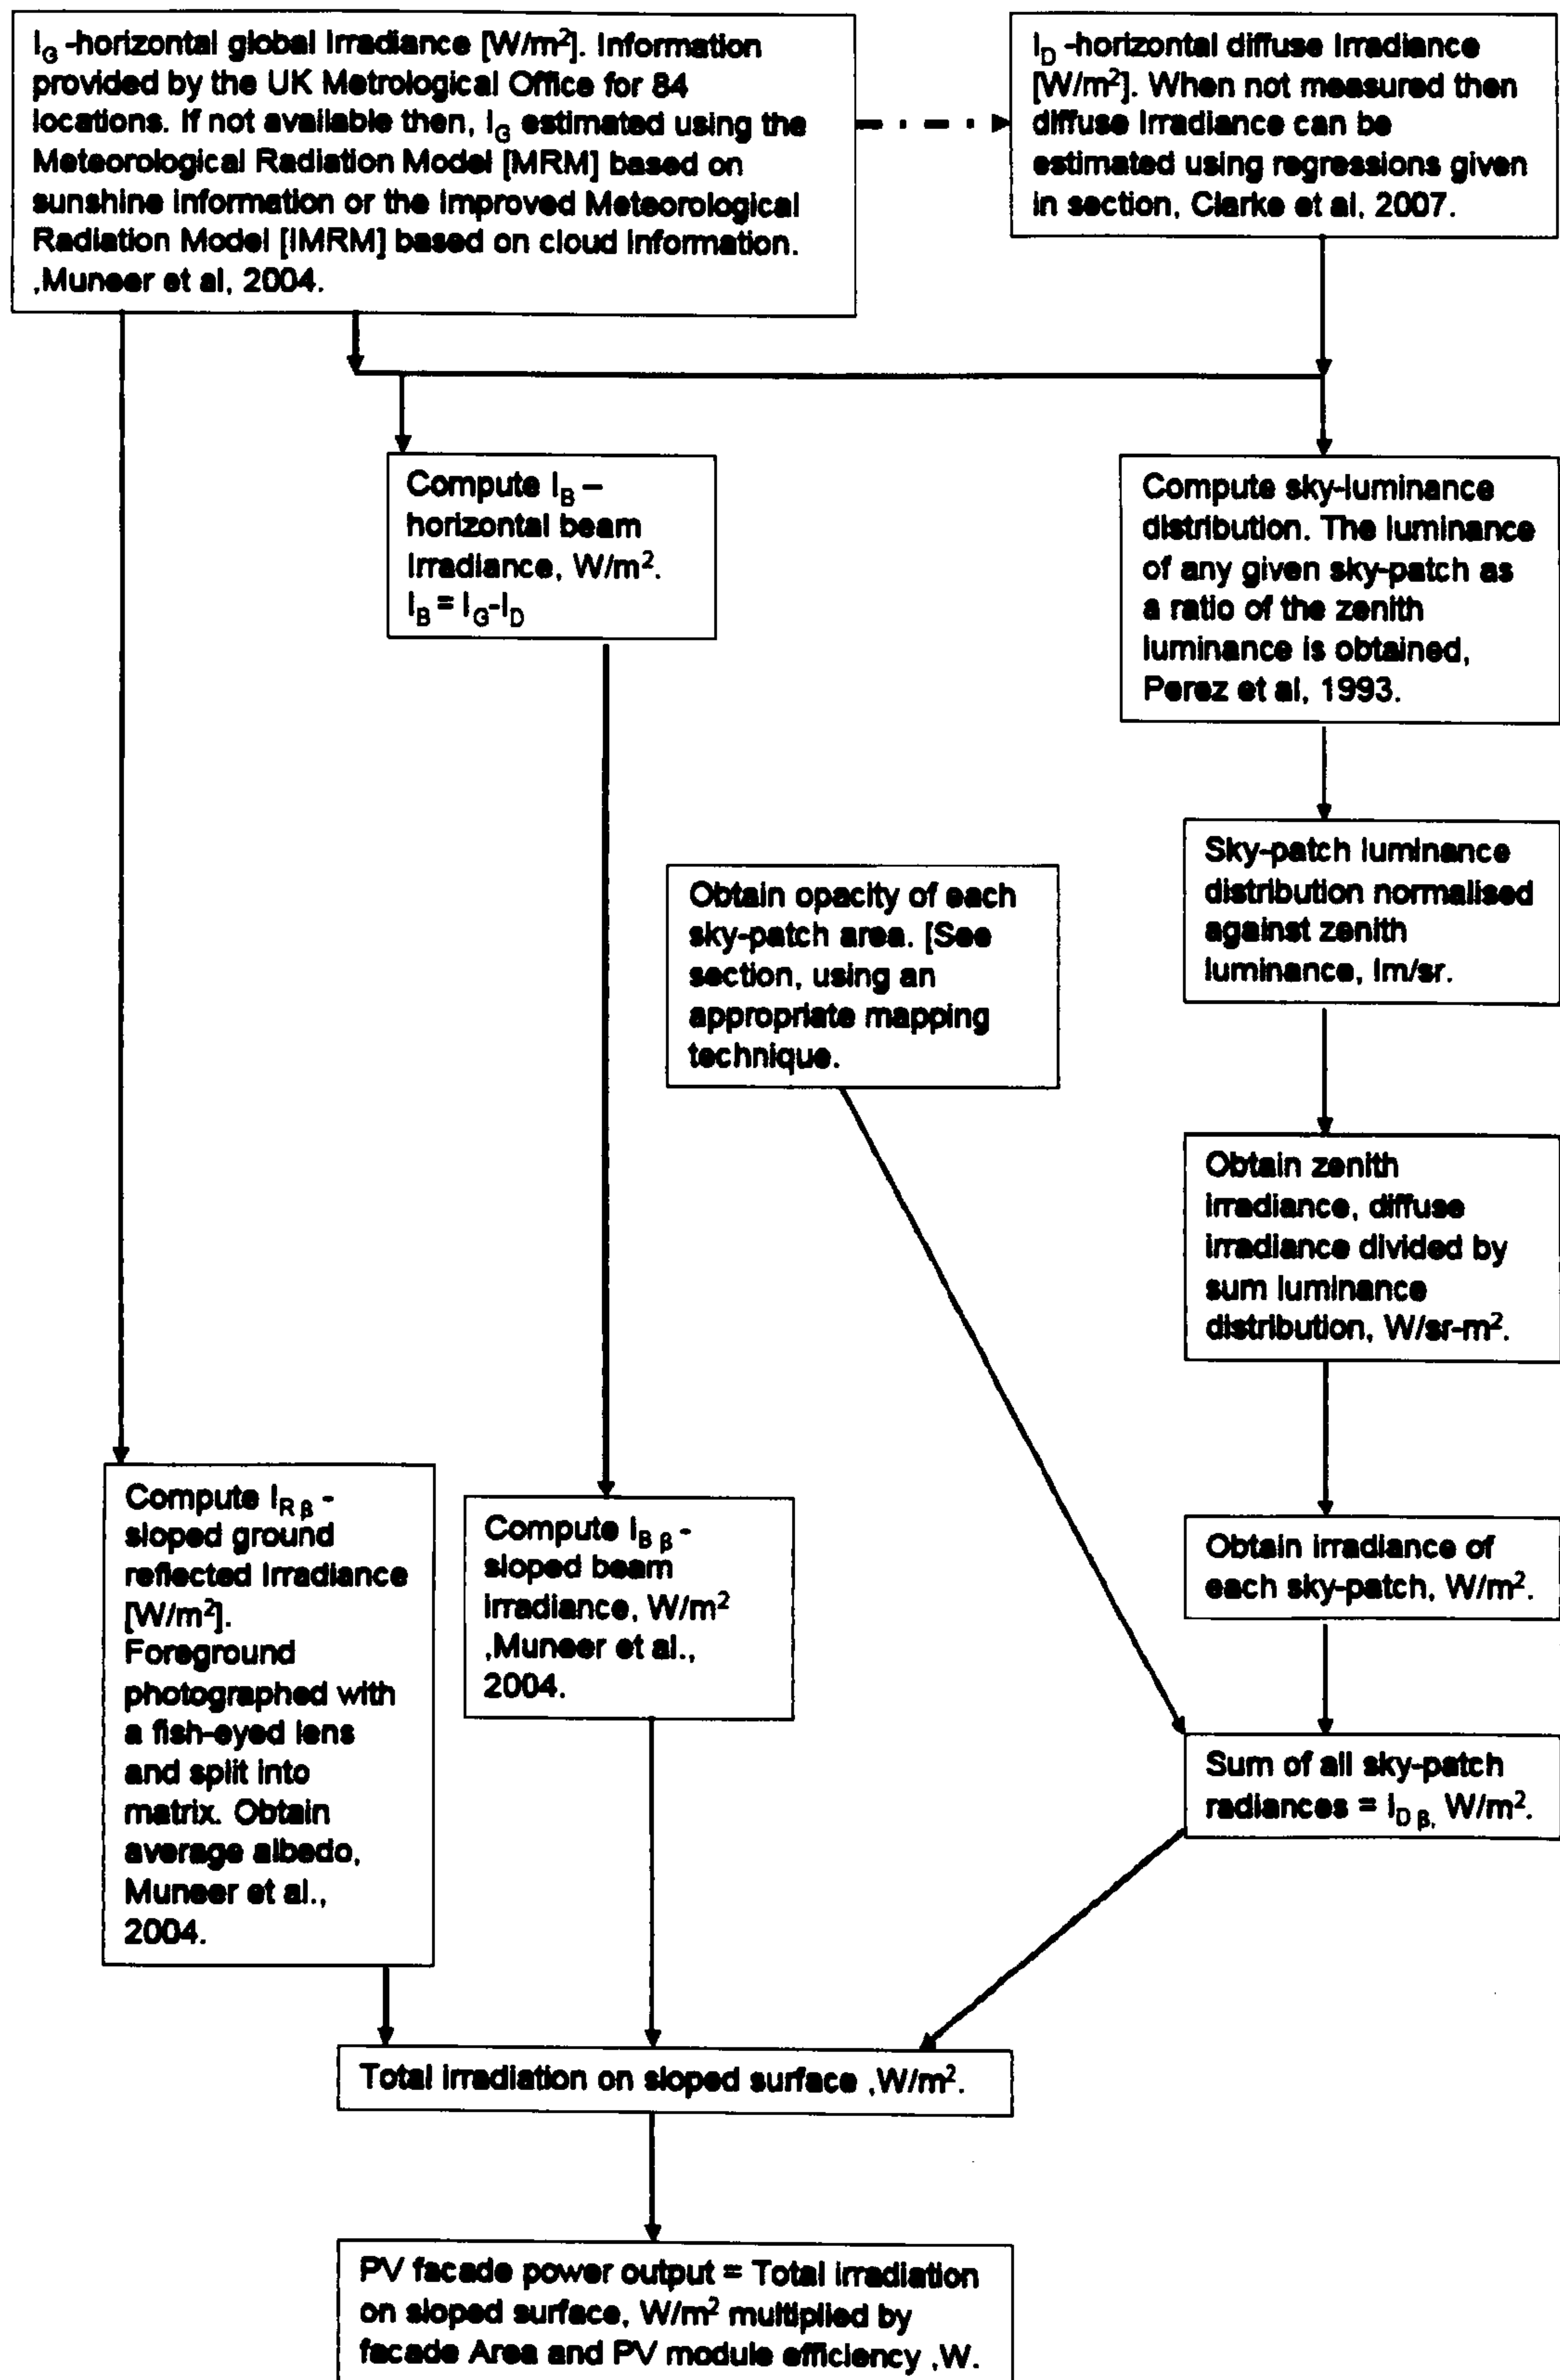 I_G -horizontal global Irradiance [W/m²]. Information
provided by the UK Metrological Office for 84
locations. If not available then, I_G estimated using the
Meteorological Radiation Model [MRM] based on
sunshine information or the improved Meteorological
Radiation Model [IMRM] based on cloud information.
,Muneer et al, 2004.
I_D -horizontal diffuse Irradiance
[W/m²]. When not measured then
diffuse Irradiance can be
estimated using regressions given
in section, Clarke et al, 2007.
Compute I_B –
horizontal beam
Irradiance, W/m².
I_B = I_G-I_D
Compute sky-luminance
distribution. The luminance
of any given sky-patch as
a ratio of the zenith
luminance is obtained,
Perez et al, 1993.
Sky-patch luminance
distribution normalised
against zenith
luminance, lm/sr.
Obtain opacity of each
sky-patch area. [See
section, using an
appropriate mapping
technique.
Obtain zenith
irradiance, diffuse
irradiance divided by
sum luminance
distribution, W/sr-m².
Compute I_R β -
sloped ground
reflected Irradiance
[W/m²].
Foreground
photographed with
a fish-eyed lens
and split into
matrix. Obtain
average albedo,
Muneer et al.,
2004.
Compute I_B β -
sloped beam
irradiance, W/m²
,Muneer et al.,
2004.
Obtain irradiance of
each sky-patch, W/m².
Sum of all sky-patch
radiances = I_D β, W/m².
Total irradiation on sloped surface ,W/m².
PV facade power output = Total irradiation
on sloped surface, W/m² multiplied by
facade Area and PV module efficiency ,W.